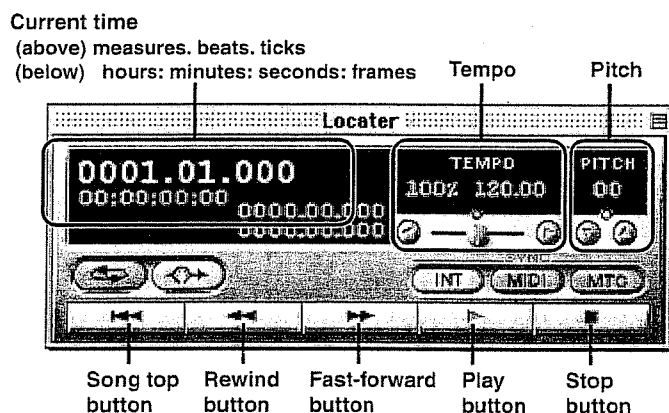 Current time
(above) measures. beats. ticks
(below) hours: minutes: seconds: frames
Tempo
Pitch
Locater
0001.01.000
00:00:00:00
0000.00.000
0000.00.000
TEMPO
100% 120.00
PITCH
00
SYNC
INT
MIDI
MTC
Song top
button
Rewind
button
Fast-forward
button
Play
button
Stop
button